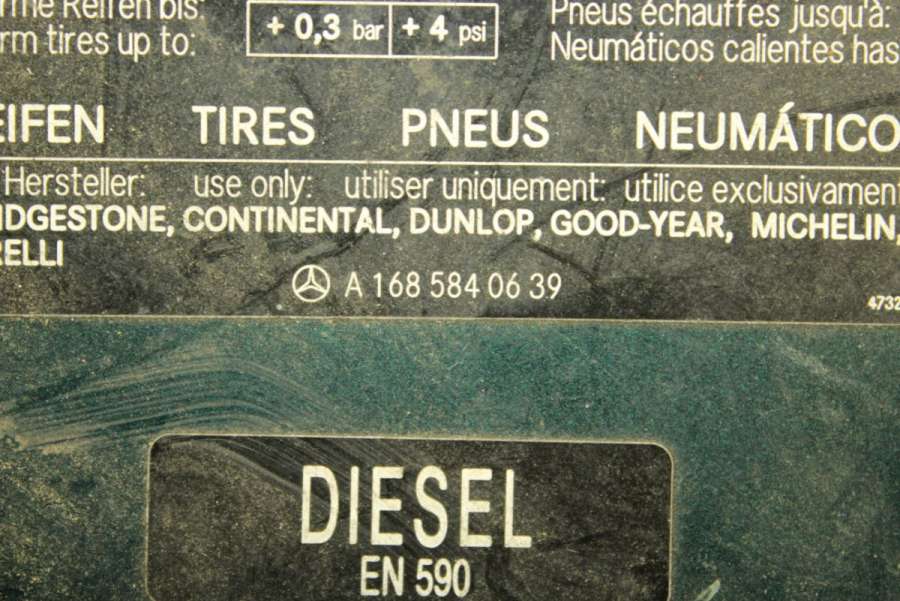 rme Reifen bis:
rm tires up to:
+ 0,3 bar + 4 psi
Pneus échauffes jusqu'à:
Neumáticos calientes has
EIFEN TIRES PNEUS NEUMÁTICO
Hersteller: use only: utiliser uniquement: utilice exclusivament
IDGESTONE, CONTINENTAL, DUNLOP, GOOD-YEAR, MICHELIN,
RELLI
A 168 584 06 39
4732
DIESEL
EN 590